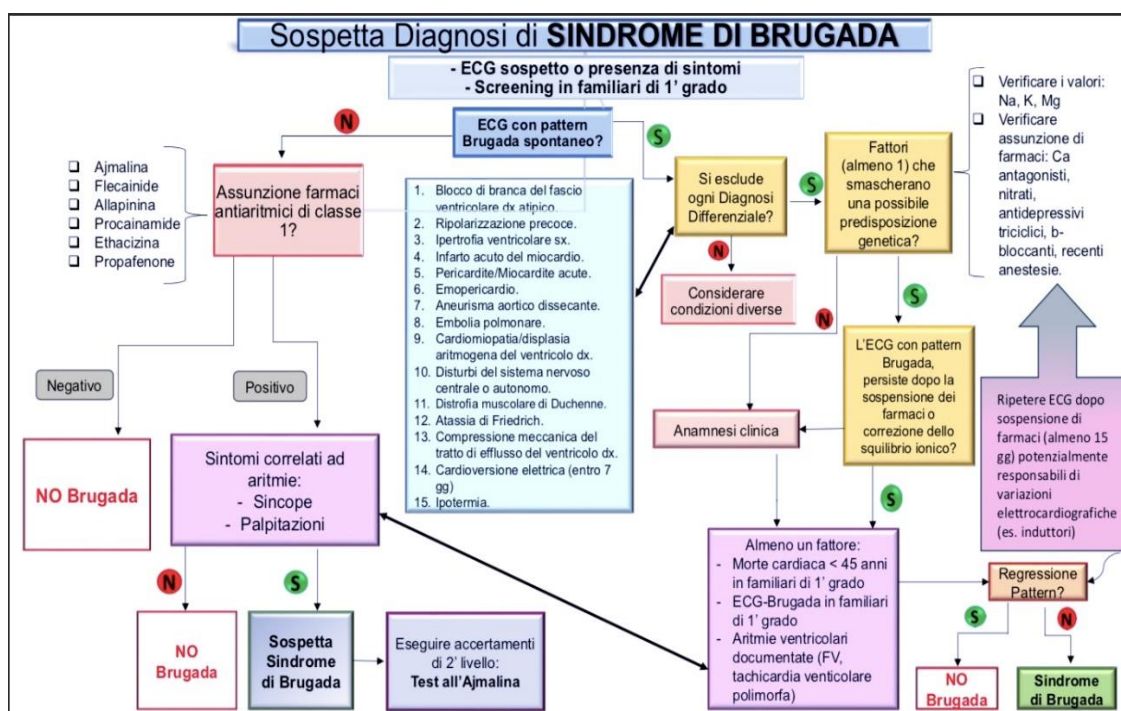 Sospetta Diagnosi di SINDROME DI BRUGADA
- ECG sospetto o presenza di sintomi
- Screening in familiari di 1' grado
N
ECG con pattern
Brugada spontaneo?
S
❑ Ajmalina
❑ Flecainide
❑ Allapinina
❑ Procainamide
❑ Ethacizina
❑ Propafenone
Assunzione farmaci
antiaritmici di classe
1?
1. Blocco di branca del fascio
ventricolare dx atipico.
2. Ripolarizzazione precoce.
3. Ipertrofia ventricolare sx.
4. Infarto acuto del miocardio.
5. Pericardite/Miocardite acute.
6. Emopericardio.
7. Aneurisma aortico dissecante.
8. Embolia polmonare.
9. Cardiomiopatia/displasia
aritmogena del ventricolo dx.
10. Disturbi del sistema nervoso
centrale o autonomo.
11. Distrofia muscolare di Duchenne.
12. Atassia di Friedrich.
13. Compressione meccanica del
tratto di efflusso del ventricolo dx.
14. Cardioversione elettrica (entro 7
gg)
15. Ipotermia.
Si esclude
ogni Diagnosi
Differenziale?
S
N
Considerare
condizioni diverse
Fattori
(almeno 1) che
smascherano
una possibile
predisposizione
genetica?
❑ Verificare i valori:
Na, K, Mg
❑ Verificare
assunzione di
farmaci: Ca
antagonisti,
nitrati,
antidepressivi
triciclici, b-
bloccanti, recenti
anestesie.
N
S
L'ECG con pattern
Brugada,
persiste dopo la
sospensione dei
farmaci o
correzione dello
squilibrio ionico?
Anamnesi clinica
S
Ripetere ECG dopo
sospensione di
farmaci (almeno 15
gg) potenzialmente
responsabili di
variazioni
elettrocardiografiche
(es. induttori)
Negativo
Positivo
NO Brugada
Sintomi correlati ad
aritmie:
- Sincope
- Palpitazioni
N
S
NO
Brugada
Sospetta
Sindrome
di Brugada
Eseguire accertamenti
di 2' livello:
Test all'Ajmalina
Almeno un fattore:
- Morte cardiaca < 45 anni
in familiari di 1' grado
- ECG-Brugada in familiari
di 1' grado
- Aritmie ventricolari
documentate (FV,
tachicardia venticolare
polimorfa)
Regressione
Pattern?
S
N
NO
Brugada
Sindrome
di Brugada